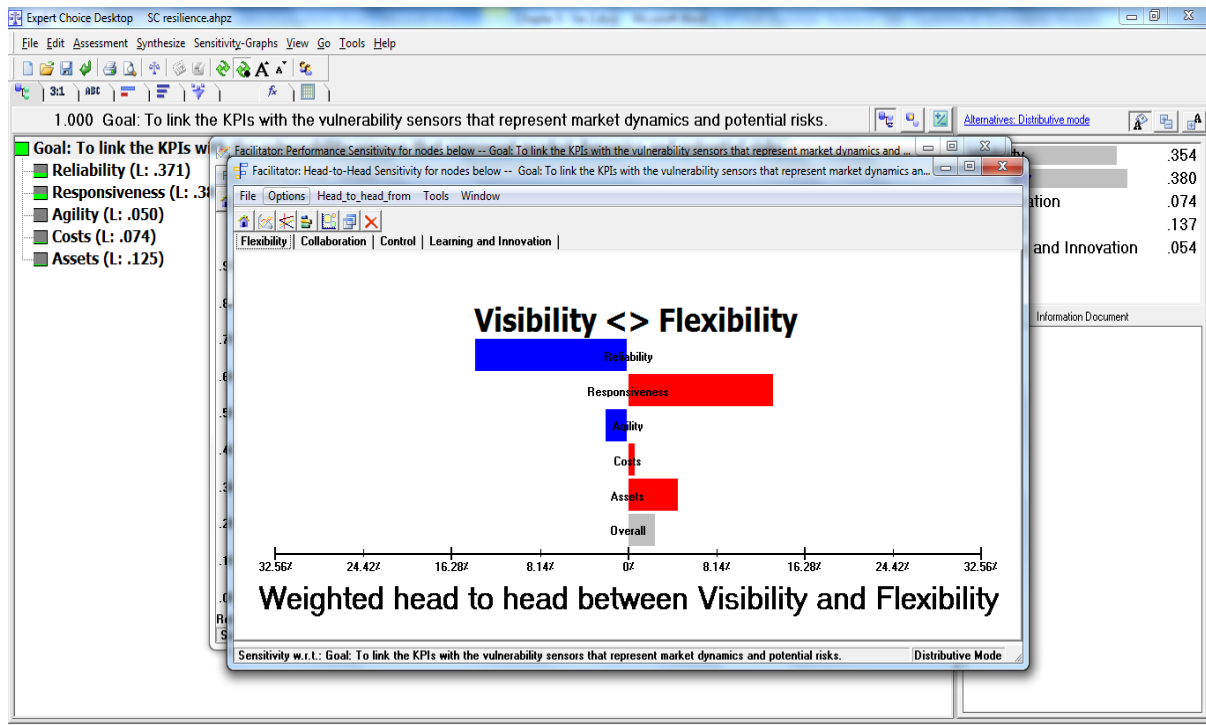 Expert Choice Desktop SC resilience.ahpz
File Edit Assessment Synthesize Sensitivity-Graphs View Go Tools Help
3:1 ABC fx
1.000 Goal: To link the KPIs with the vulnerability sensors that represent market dynamics and potential risks.
Alternatives: Distributive mode
Goal: To link the KPIs wi
Reliability (L: .371)
Responsiveness (L: .38
Agility (L: .050)
Costs (L: .074)
Assets (L: .125)
Facilitator: Performance Sensitivity for nodes below -- Goal: To link the KPIs with the vulnerability sensors that represent market dynamics and ...
Facilitator: Head-to-Head Sensitivity for nodes below -- Goal: To link the KPIs with the vulnerability sensors that represent market dynamics an...
File Options Head_to_head_from Tools Window
Flexibility Collaboration Control Learning and Innovation
Visibility <> Flexibility
Reliability
Responsiveness
Agility
Costs
Assets
Overall
32.56% 24.42% 16.28% 8.14% 0% 8.14% 16.28% 24.42% 32.56%
Weighted head to head between Visibility and Flexibility
Sensitivity w.r.t.: Goal: To link the KPIs with the vulnerability sensors that represent market dynamics and potential risks. Distributive Mode
.354
.380
ation .074
.137
and Innovation .054
Information Document